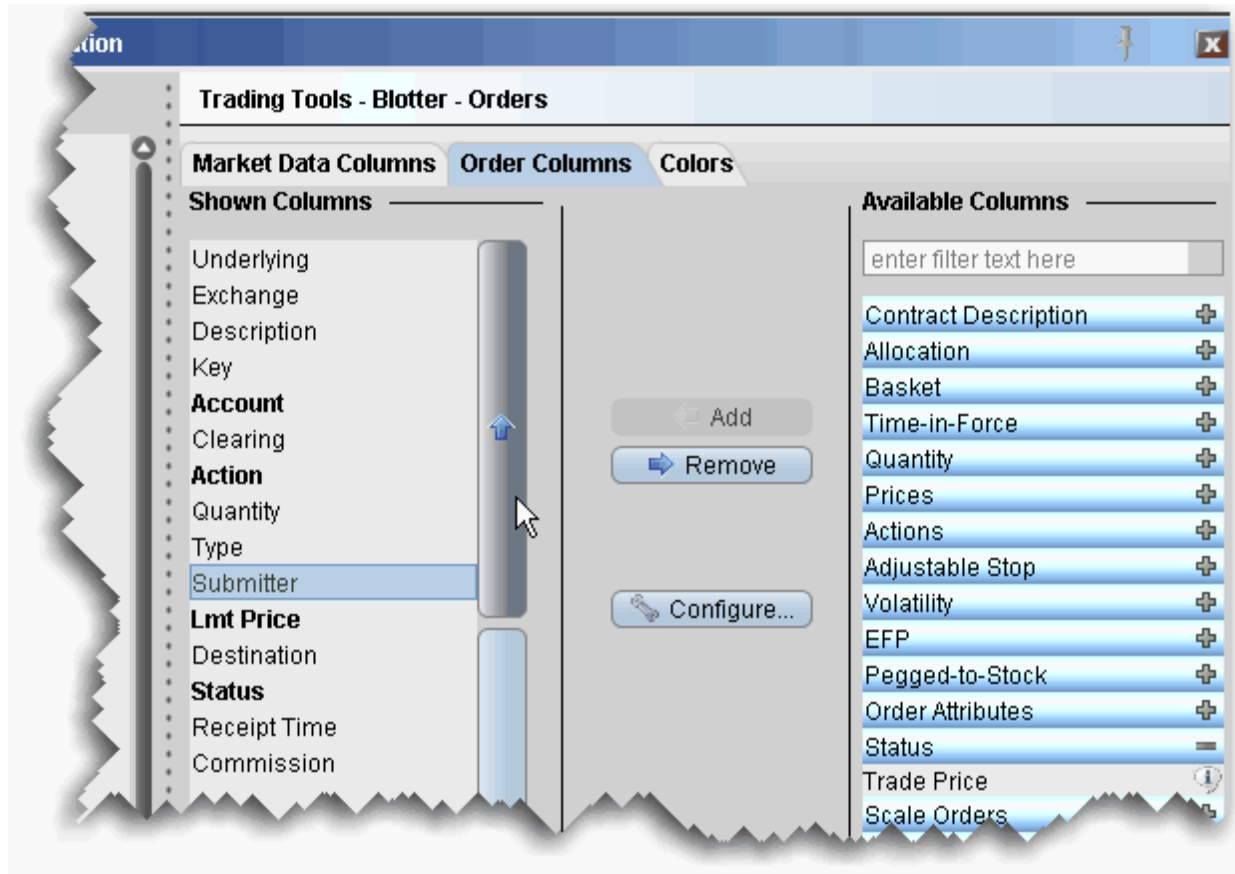 Trading Tools - Blotter - Orders
Market Data Columns Order Columns Colors
Shown Columns
Underlying
Exchange
Description
Key
Account
Clearing
Action
Quantity
Type
Submitter
Lmt Price
Destination
Status
Receipt Time
Commission
Add
Remove
Configure...
Available Columns
enter filter text here
Contract Description
Allocation
Basket
Time-in-Force
Quantity
Prices
Actions
Adjustable Stop
Volatility
EFP
Pegged-to-Stock
Order Attributes
Status
Trade Price
Scale Orders